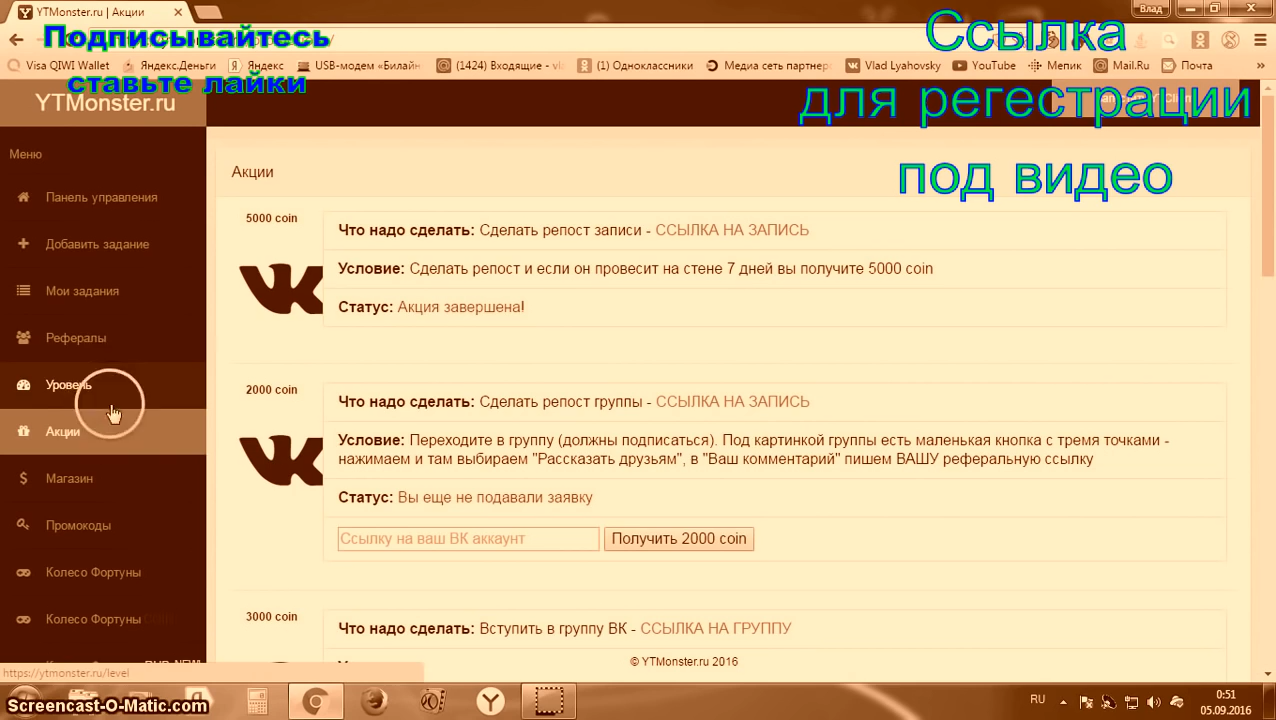 YTMonster.ru | Акции
Влад
Подписывайтесь
ставьте лайки
Ссылка
для регестрации
под видео
Visa QIWI Wallet
Яндекс.Деньги
Яндекс
USB-модем «Билайн
(1424) Входящие - vl
(1) Одноклассники
Медиа сеть партнер
Vlad Lyahovsky
YouTube
Мепик
Mail.Ru
Почта
YTMonster.ru
Меню
Панель управления
Добавить задание
Мои задания
Рефералы
Уровень
Акции
Магазин
Промокоды
Колесо Фортуны
Колесо Фортуны
https://ytmonster.ru/level
Акции
5000 coin
Что надо сделать: Сделать репост записи - ССЫЛКА НА ЗАПИСЬ
Условие: Сделать репост и если он провесит на стене 7 дней вы получите 5000 coin
Статус: Акция завершена!
2000 coin
Что надо сделать: Сделать репост группы - ССЫЛКА НА ЗАПИСЬ
Условие: Переходите в группу (должны подписаться). Под картинкой группы есть маленькая кнопка с тремя точками -
нажимаем и там выбираем "Рассказать друзьям", в "Ваш комментарий" пишем ВАШУ реферальную ссылку
Статус: Вы еще не подавали заявку
Ссылку на ваш ВК аккаунт
Получить 2000 coin
3000 coin
Что надо сделать: Вступить в группу ВК - ССЫЛКА НА ГРУППУ
© YTMonster.ru 2016
RU
0:51
05.09.2016
Screencast-O-Matic.com